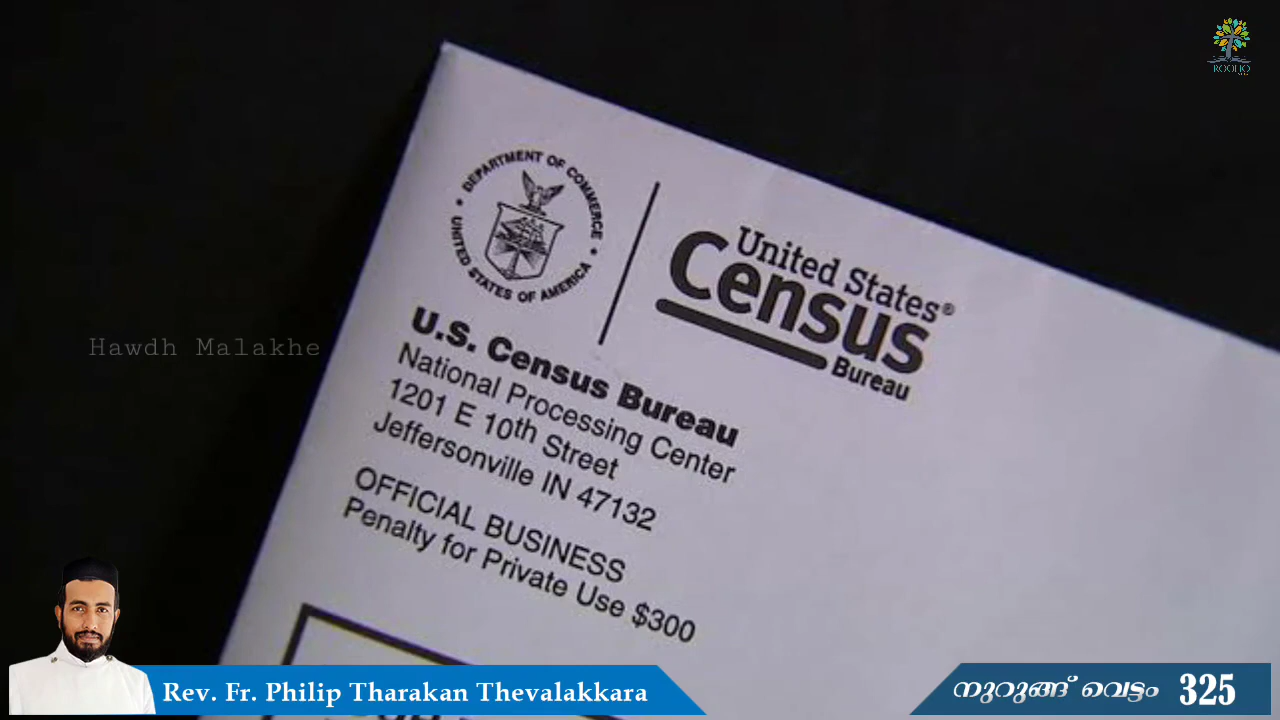 ROOHO
DEPARTMENT OF COMMERCE
UNITED STATES OF AMERICA
United States®
Census
Bureau
Hawdh Malakhe
U.S. Census Bureau
National Processing Center
1201 E 10th Street
Jeffersonville IN 47132
OFFICIAL BUSINESS
Penalty for Private Use $300
Rev. Fr. Philip Tharakan Thevalakkara
നുറുങ്ങ് വെട്ടം 325